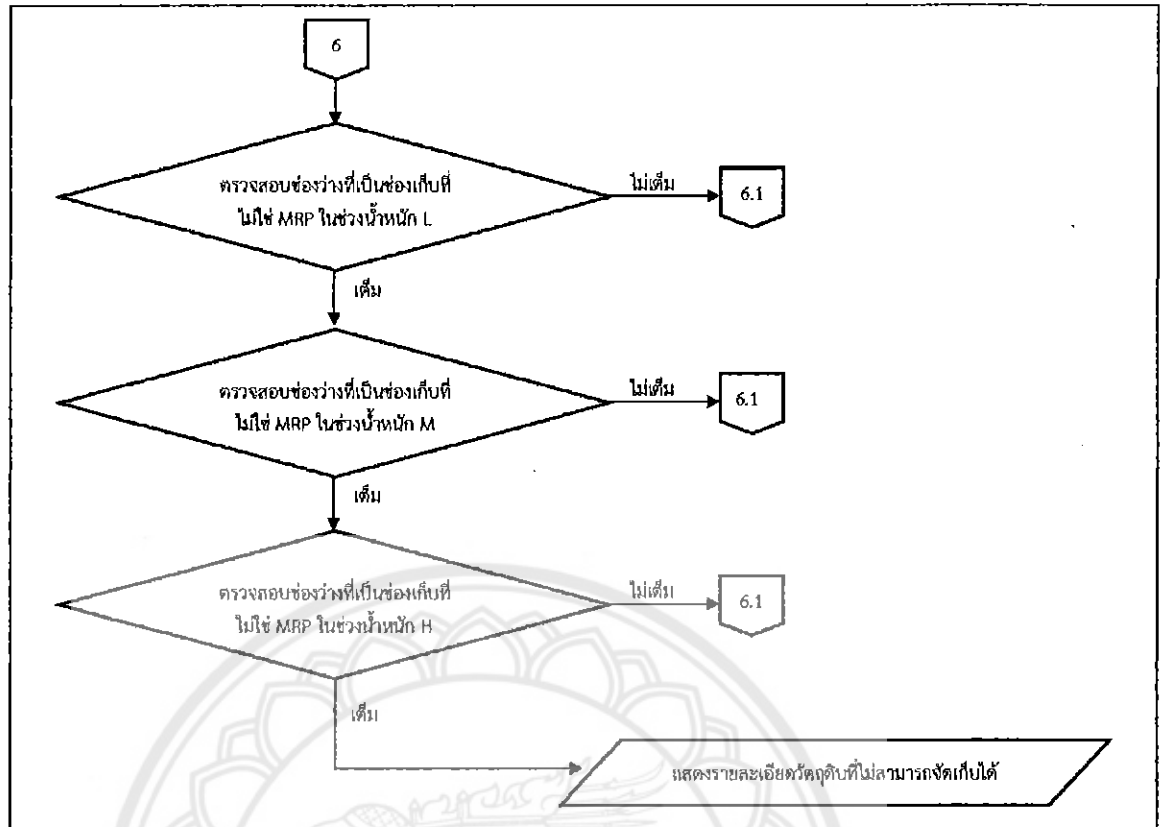 6
ตรวจสอบช่องว่างที่เป็นช่องเก็บที่
ไม่ใช่ MRP ในช่วงน้ำหนัก L
ไม่เต็ม
6.1
เต็ม
ตรวจสอบช่องว่างที่เป็นช่องเก็บที่
ไม่ใช่ MRP ในช่วงน้ำหนัก M
ไม่เต็ม
6.1
เต็ม
ตรวจสอบช่องว่างที่เป็นช่องเก็บที่
ไม่ใช่ MRP ในช่วงน้ำหนัก H
ไม่เต็ม
6.1
เต็ม
แสดงรายละเอียดวัตถุดิบที่ไม่สามารถจัดเก็บได้